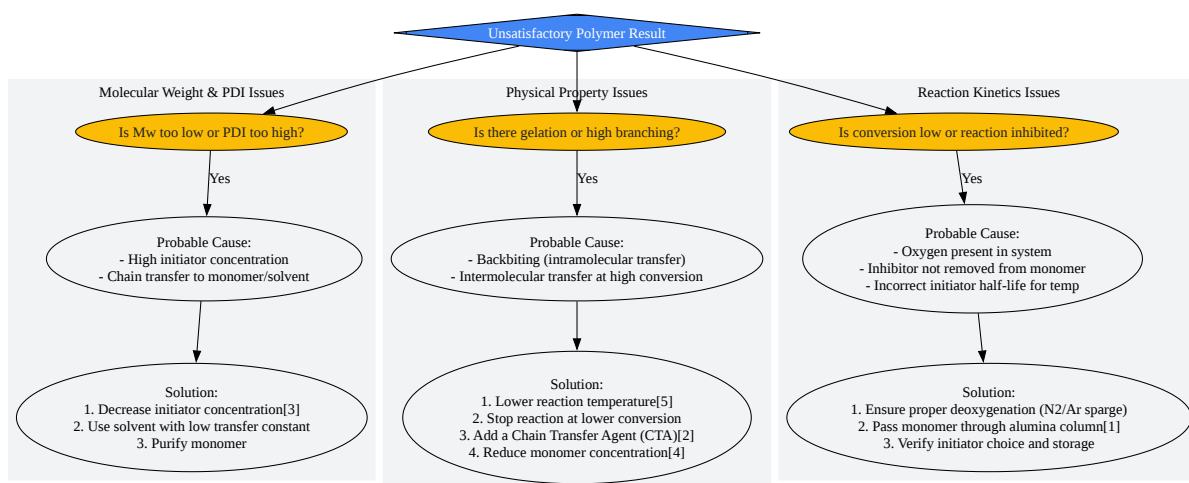 Unsatisfactory Polymer Result
Molecular Weight & PDI Issues
Is Mw too low or PDI too high?
Yes
Probable Cause:
- High initiator concentration
- Chain transfer to monomer/solvent
Solution:
1. Decrease initiator concentration[3]
2. Use solvent with low transfer constant
3. Purify monomer
Physical Property Issues
Is there gelation or high branching?
Yes
Probable Cause:
- Backbiting (intramolecular transfer)
- Intermolecular transfer at high conversion
Solution:
1. Lower reaction temperature[5]
2. Stop reaction at lower conversion
3. Add a Chain Transfer Agent (CTA)[2]
4. Reduce monomer concentration[4]
Reaction Kinetics Issues
Is conversion low or reaction inhibited?
Yes
Probable Cause:
- Oxygen present in system
- Inhibitor not removed from monomer
- Incorrect initiator half-life for temp
Solution:
1. Ensure proper deoxygenation (N2/Ar sparge)
2. Pass monomer through alumina column[1]
3. Verify initiator choice and storage